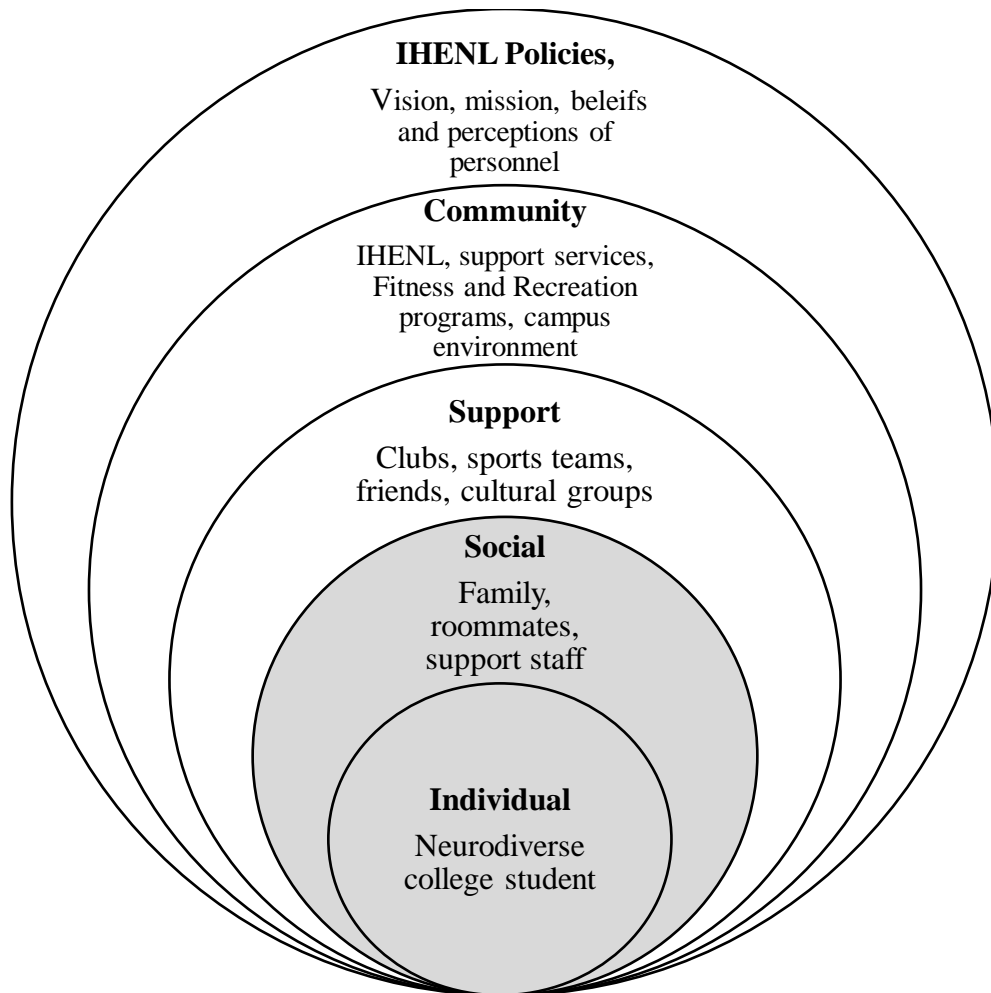 IHENL Policies,
Vision, mission, beleifs
and perceptions of
personnel
Community
IHENL, support services,
Fitness and Recreation
programs, campus
environment
Support
Clubs, sports teams,
friends, cultural groups
Social
Family,
roommates,
support staff
Individual
Neurodiverse
college student